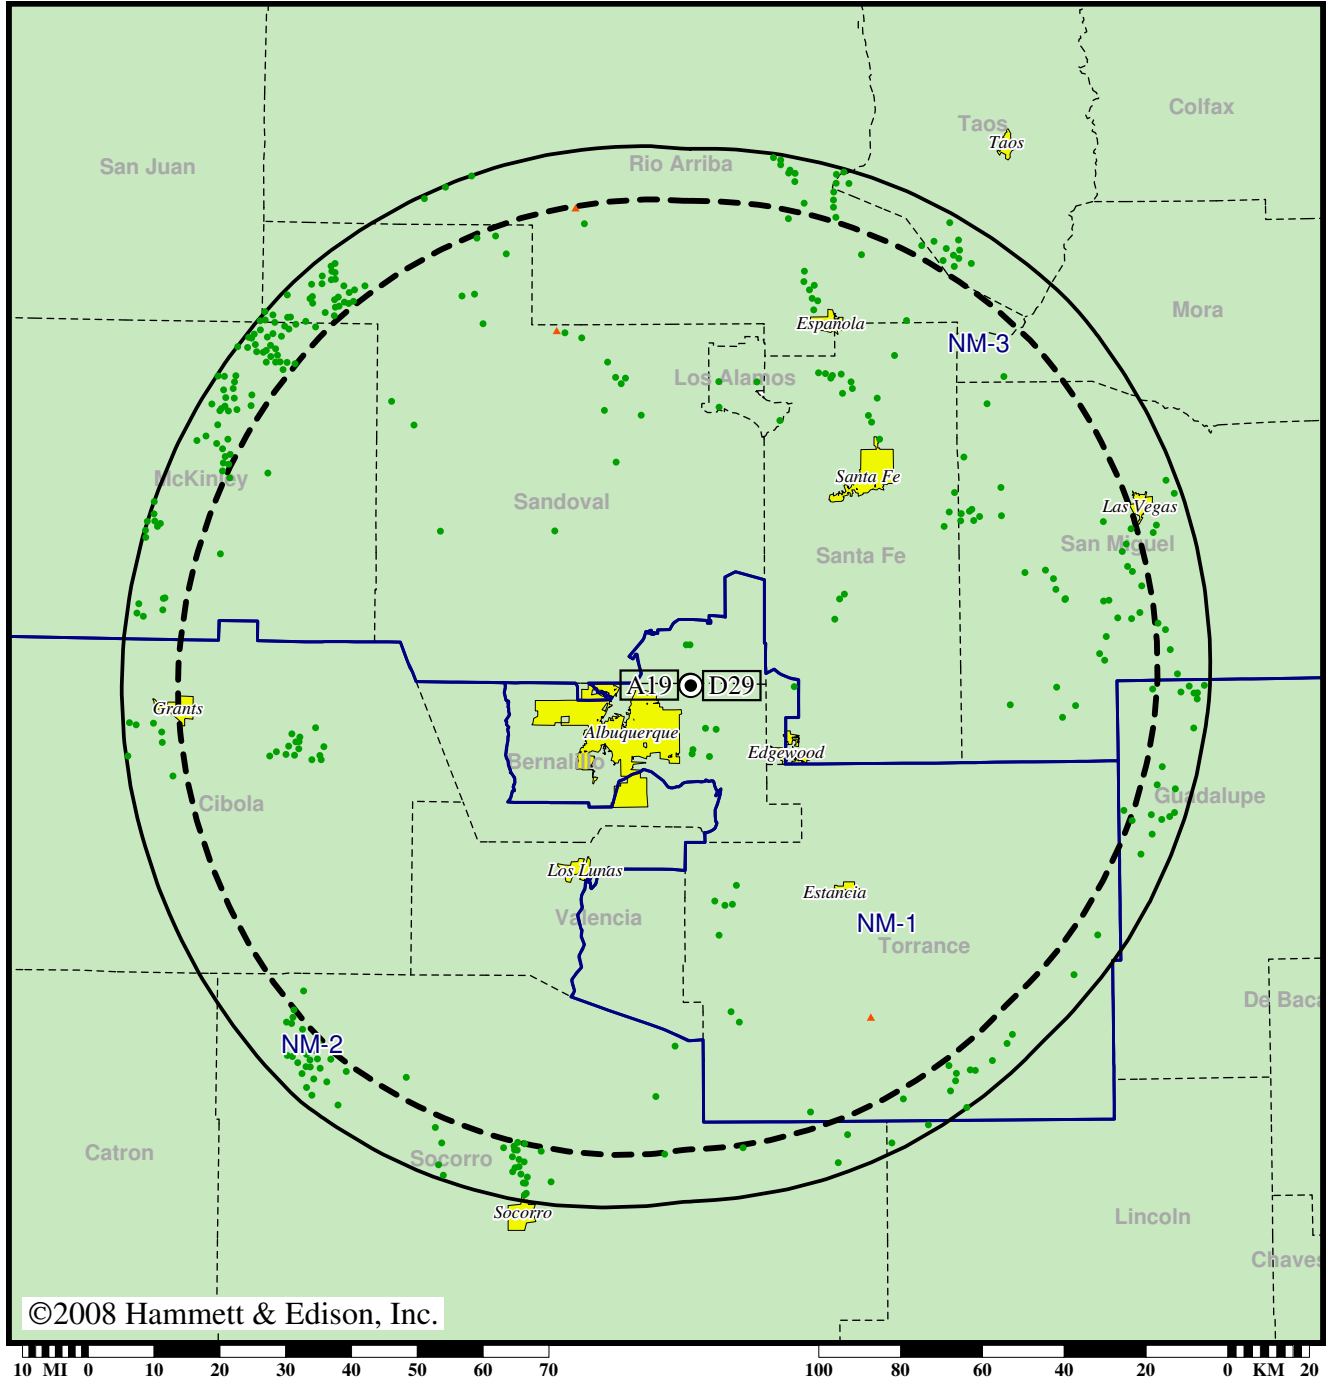 Colfax
Taos
Taos
San Juan
Rio Arriba
Mora
Española
NM-3
Los Alamos
McKinley
Santa Fe
Sandoval
Las Vegas
San Miguel
Santa Fe
A19 D29
Grants
Albuquerque
Edgewood
Bernalillo
Cibola
Guadalupe
Los Lunas
Estancia
Valencia
NM-1
Torrance
De Baca
NM-2
Catron
Socorro
Socorro
Lincoln
Chaves
©2008 Hammett & Edison, Inc.
10 MI 0 10 20 30 40 50 60 70 100 80 60 40 20 0 KM 20